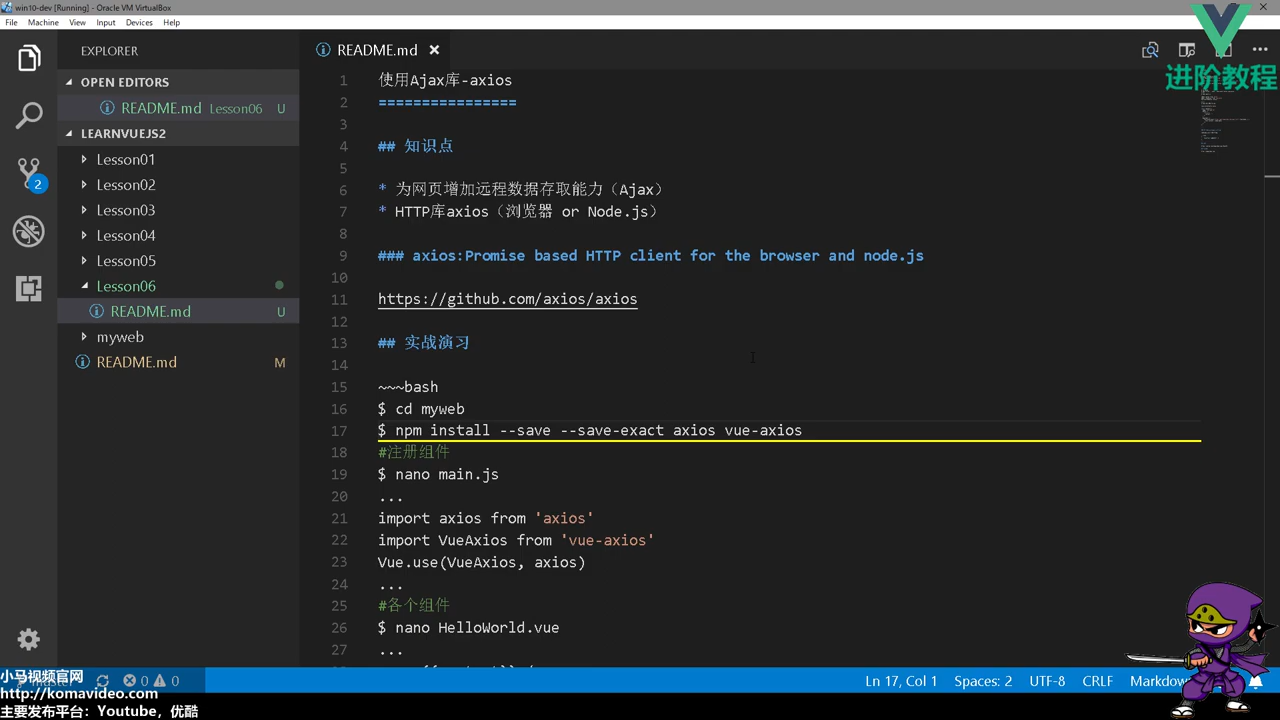 win10-dev [Running] - Oracle VM VirtualBox
File Machine View Input Devices Help
EXPLORER
OPEN EDITORS
README.md Lesson06 U
LEARNVUEJS2
Lesson01
Lesson02
Lesson03
Lesson04
Lesson05
Lesson06
README.md U
myweb
README.md M
2
README.md
进阶教程
1 使用Ajax库-axios
2 ================
3
4 ## 知识点
5
6 * 为网页增加远程数据存取能力（Ajax）
7 * HTTP库axios（浏览器 or Node.js）
8
9 ### axios:Promise based HTTP client for the browser and node.js
10
11 https://github.com/axios/axios
12
13 ## 实战演习
14
15 ~~~bash
16 $ cd myweb
17 $ npm install --save --save-exact axios vue-axios
18 #注册组件
19 $ nano main.js
20 ...
21 import axios from 'axios'
22 import VueAxios from 'vue-axios'
23 Vue.use(VueAxios, axios)
24 ...
25 #各个组件
26 $ nano HelloWorld.vue
27 ...
小马视频官网
http://komavideo.com
主要发布平台：Youtube，优酷
0 0
Ln 17, Col 1 Spaces: 2 UTF-8 CRLF Markdow